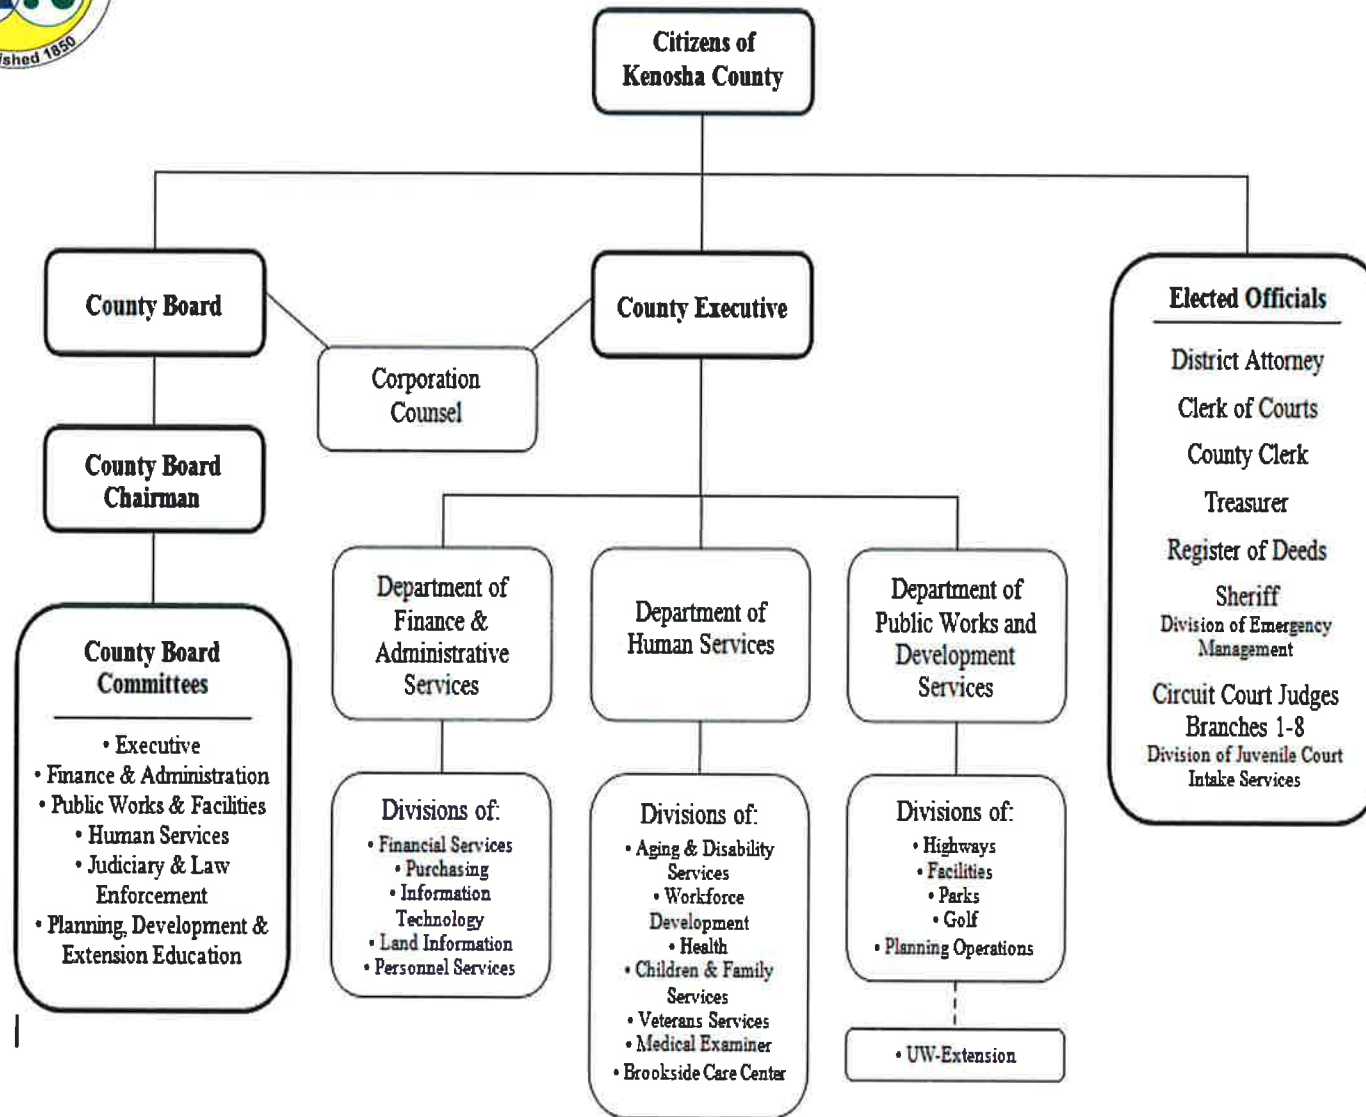 ished 1850
Citizens of
Kenosha County
County Board
County Executive
Corporation
Counsel
County Board
Chairman
County Board
Committees
• Executive
• Finance & Administration
• Public Works & Facilities
• Human Services
• Judiciary & Law
Enforcement
• Planning, Development &
Extension Education
Department of
Finance &
Administrative
Services
Divisions of:
• Financial Services
• Purchasing
• Information
Technology
• Land Information
• Personnel Services
Department of
Human Services
Divisions of:
• Aging & Disability
Services
• Workforce
Development
• Health
• Children & Family
Services
• Veterans Services
• Medical Examiner
• Brookside Care Center
Department of
Public Works and
Development
Services
Divisions of:
• Highways
• Facilities
• Parks
• Golf
• Planning Operations
• UW-Extension
Elected Officials
District Attorney
Clerk of Courts
County Clerk
Treasurer
Register of Deeds
Sheriff
Division of Emergency
Management
Circuit Court Judges
Branches 1-8
Division of Juvenile Court
Intake Services